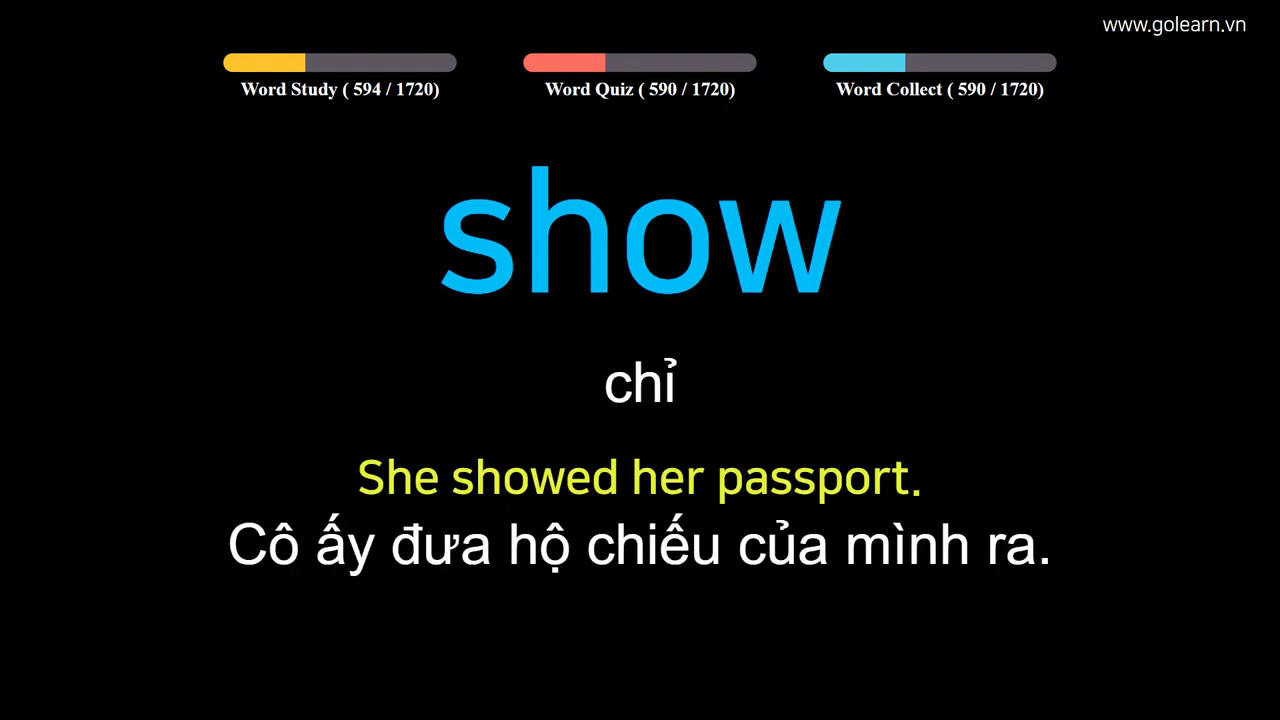 www.golearn.vn
Word Study ( 594 / 1720)
Word Quiz ( 590 / 1720)
Word Collect ( 590 / 1720)
show
chỉ
She showed her passport.
Cô ấy đưa hộ chiếu của mình ra.